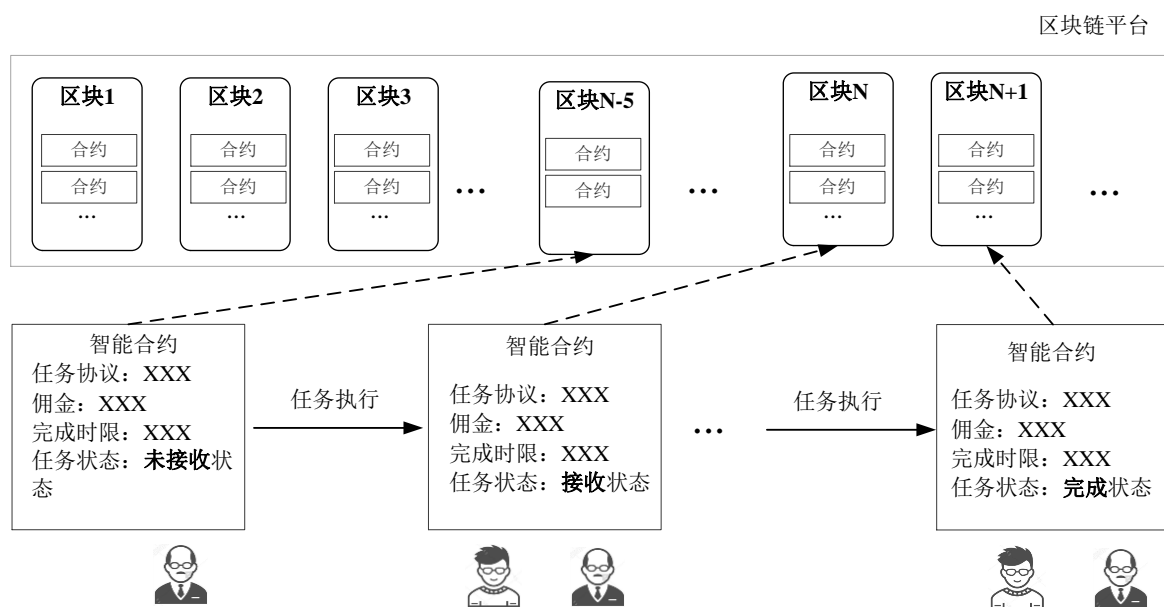 区块链平台
区块1
合约
合约
...
区块2
合约
合约
...
区块3
合约
合约
...
...
区块N-5
合约
合约
...
区块N
合约
合约
...
区块N+1
合约
合约
...
...
智能合约
任务协议：XXX
佣金：XXX
完成时限：XXX
任务状态：未接收状
态
任务执行
智能合约
任务协议：XXX
佣金：XXX
完成时限：XXX
任务状态：接收状态
...
任务执行
智能合约
任务协议：XXX
佣金：XXX
完成时限：XXX
任务状态：完成状态